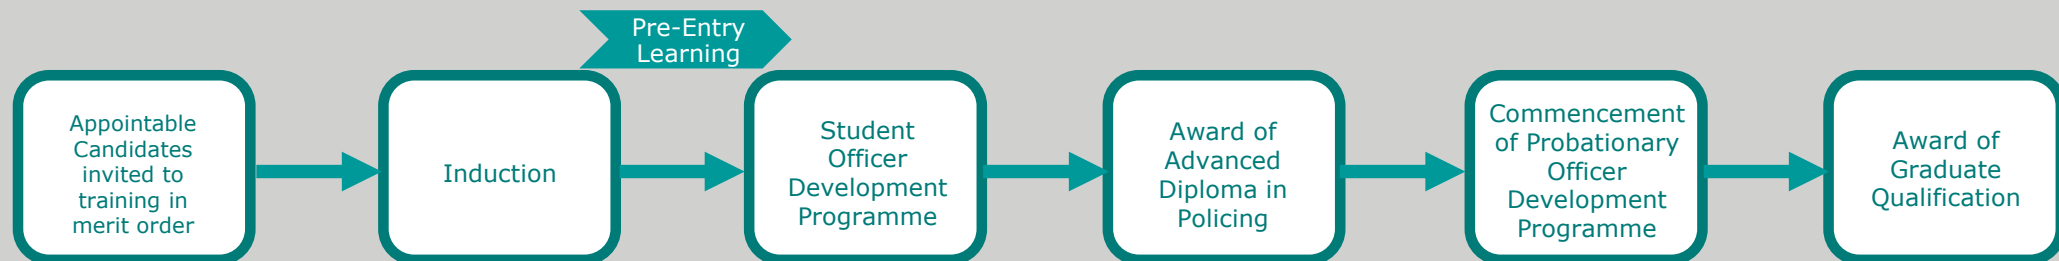 Pre-Entry
Learning
Appointable
Candidates
invited to
training in
merit order
Induction
Student
Officer
Development
Programme
Award of
Advanced
Diploma in
Policing
Commencement
of Probationary
Officer
Development
Programme
Award of
Graduate
Qualification